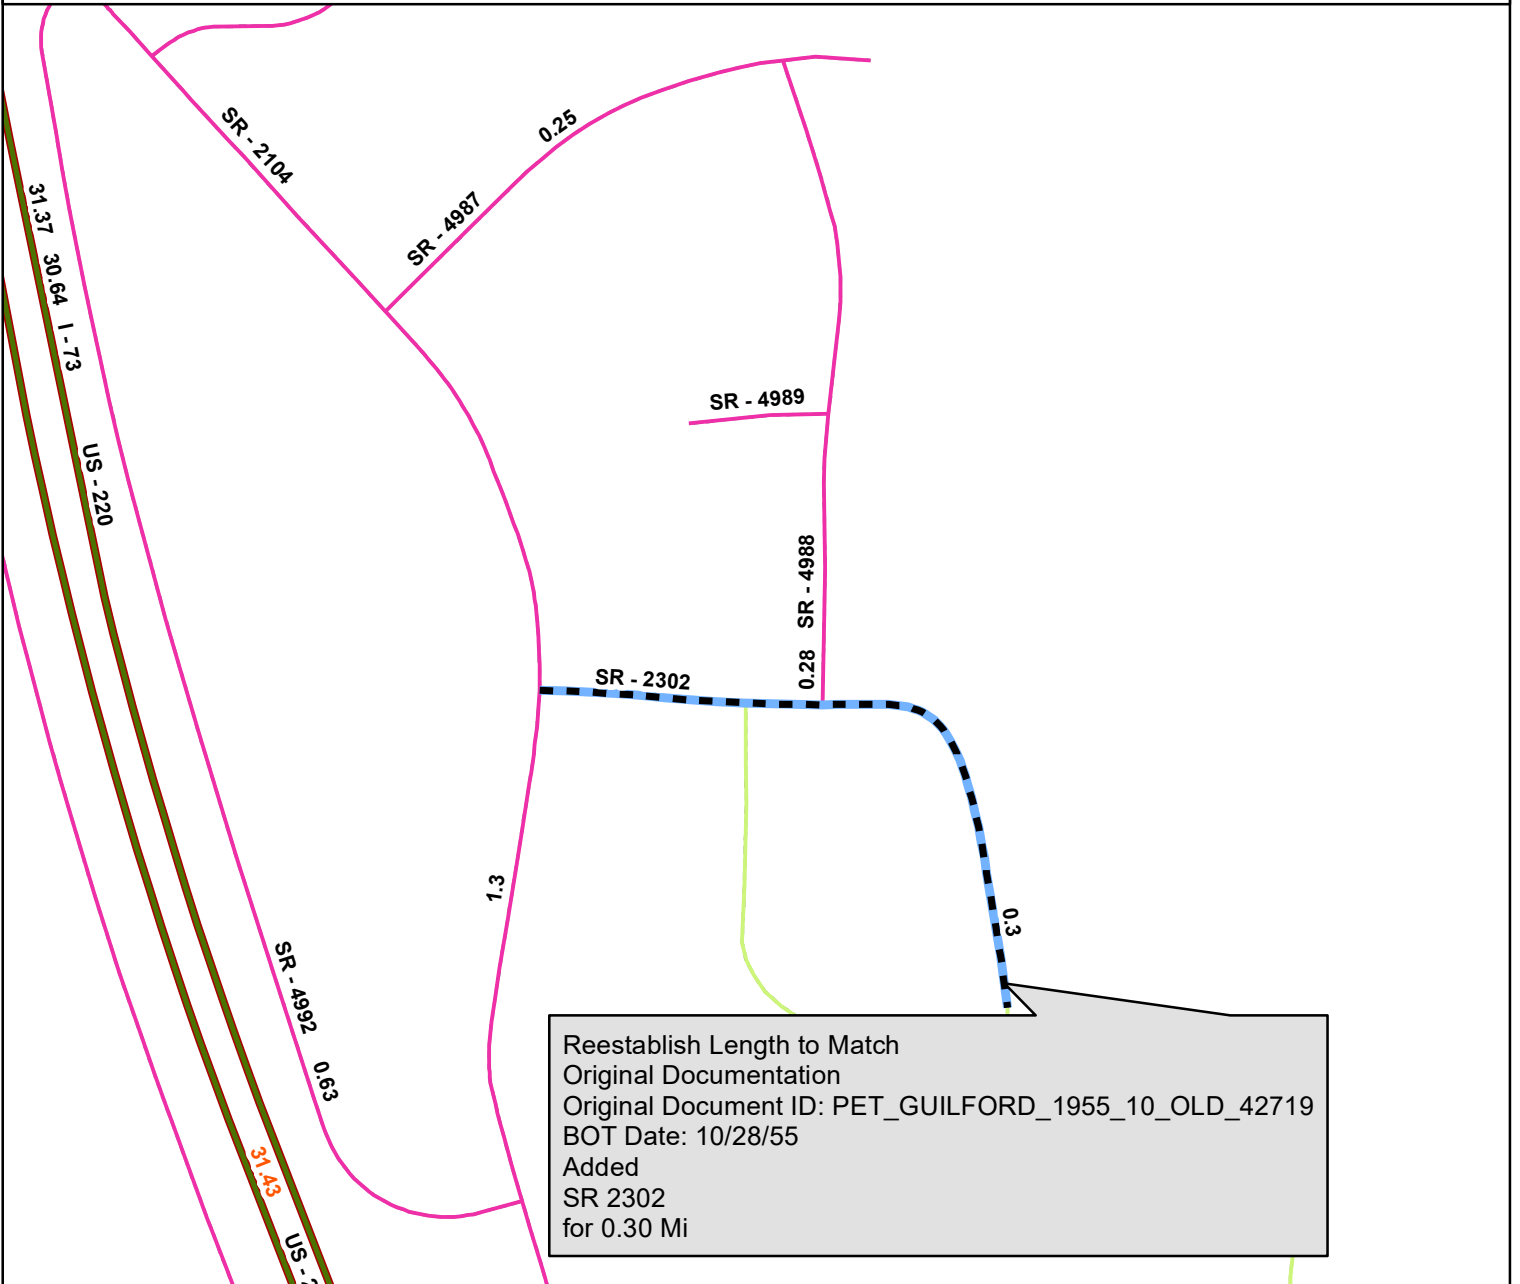 SR - 2104
0.25
SR - 4987
31.37 30.64 I - 73
US - 220
SR - 4989
0.28 SR - 4988
SR - 2302
1.3
0.3
SR - 4992 0.63
31.43
US -
Reestablish Length to Match
Original Documentation
Original Document ID: PET_GUILFORD_1955_10_OLD_42719
BOT Date: 10/28/55
Added
SR 2302
for 0.30 Mi